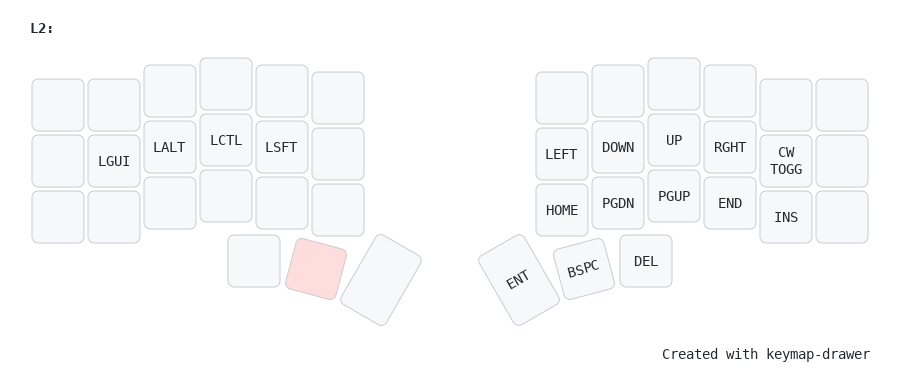 L2:
LGUI
LALT
LCTL
LSFT
LEFT
DOWN
UP
RGHT
CW
TOGG
HOME
PGDN
PGUP
END
INS
ENT
BSPC
DEL
Created with keymap-drawer